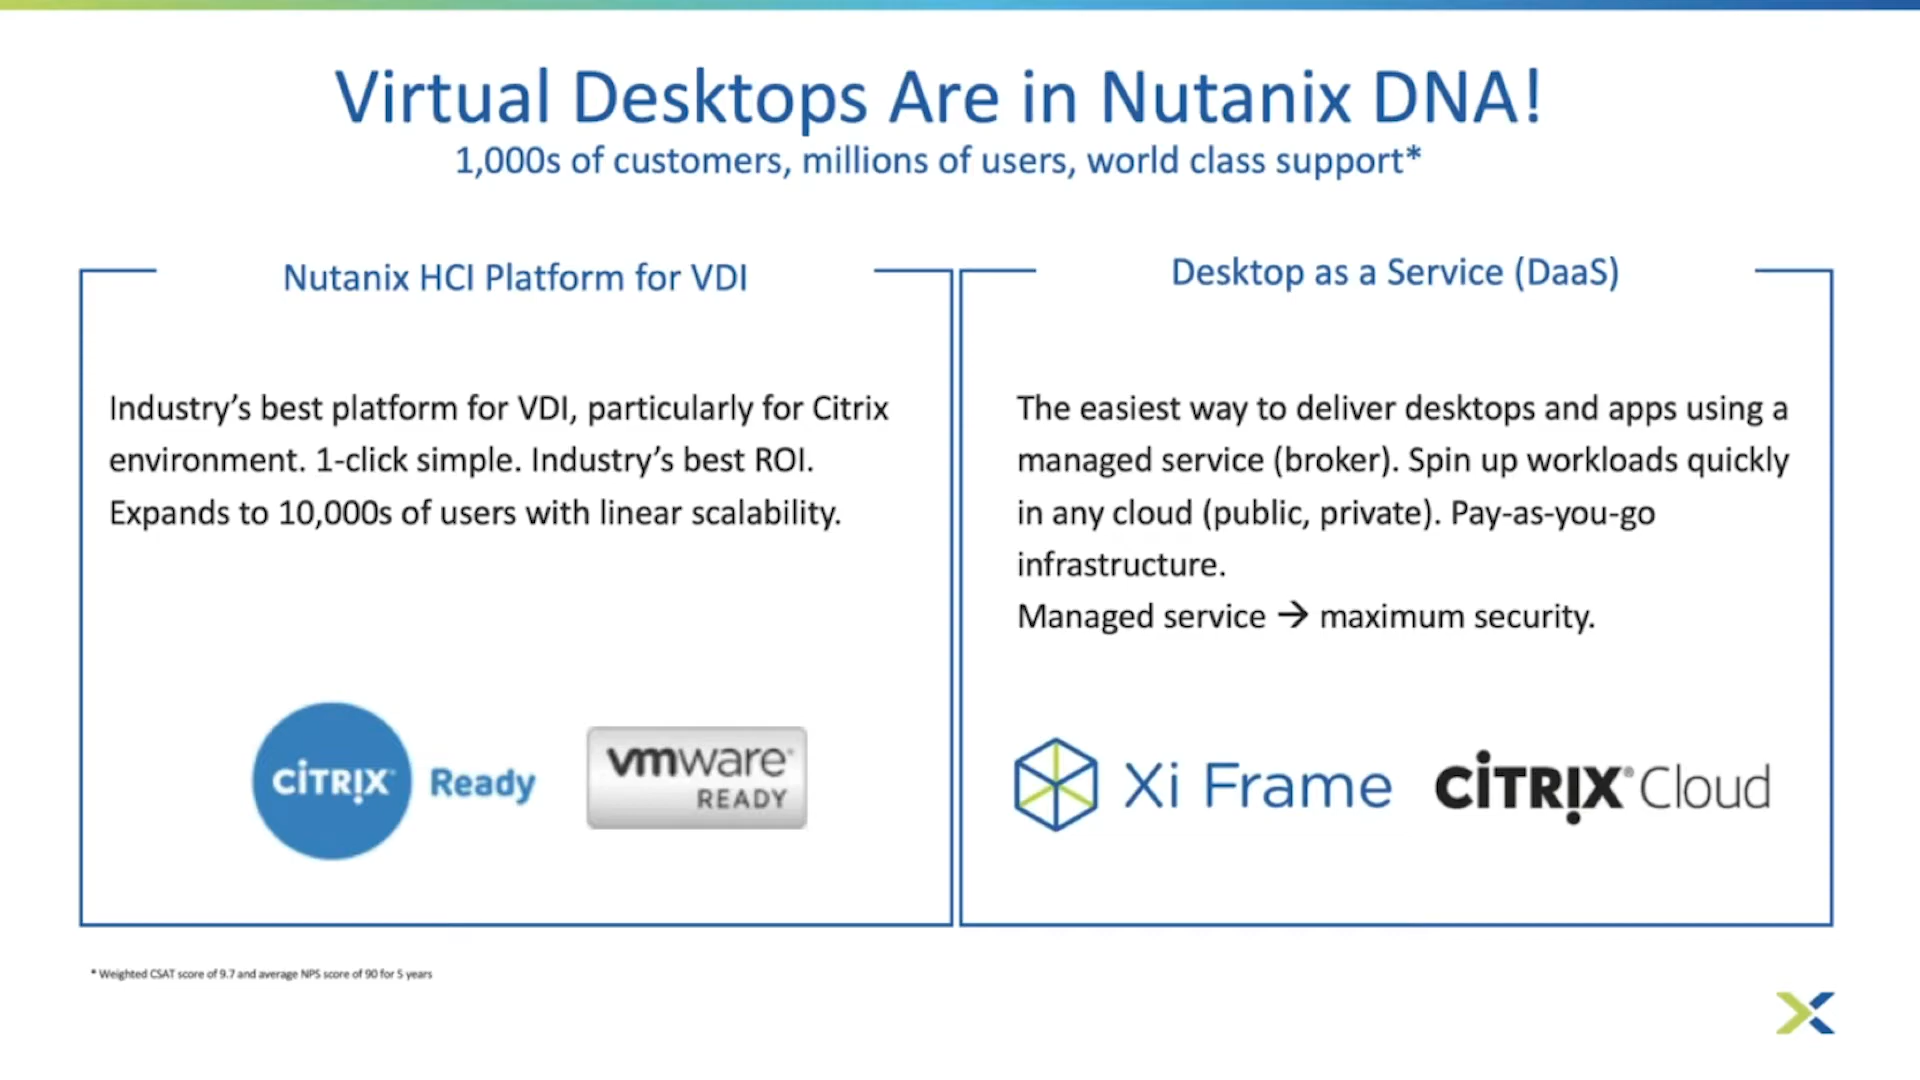 Virtual Desktops Are in Nutanix DNA!
1,000s of customers, millions of users, world class support*
Nutanix HCI Platform for VDI
Industry’s best platform for VDI, particularly for Citrix
environment. 1-click simple. Industry’s best ROI.
Expands to 10,000s of users with linear scalability.
CİTRIX Ready
vmware®
READY
Desktop as a Service (DaaS)
The easiest way to deliver desktops and apps using a
managed service (broker). Spin up workloads quickly
in any cloud (public, private). Pay-as-you-go
infrastructure.
Managed service → maximum security.
Xi Frame
CİTRIX® Cloud
* Weighted CSAT score of 9.7 and average NPS score of 90 for 5 years